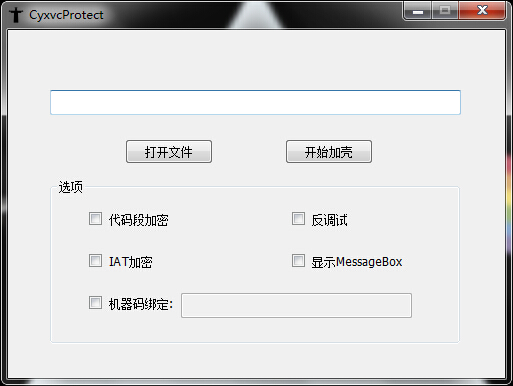 CyxvcProtect
打开文件 开始加壳
选项
代码段加密 反调试
IAT加密 显示MessageBox
机器码绑定: